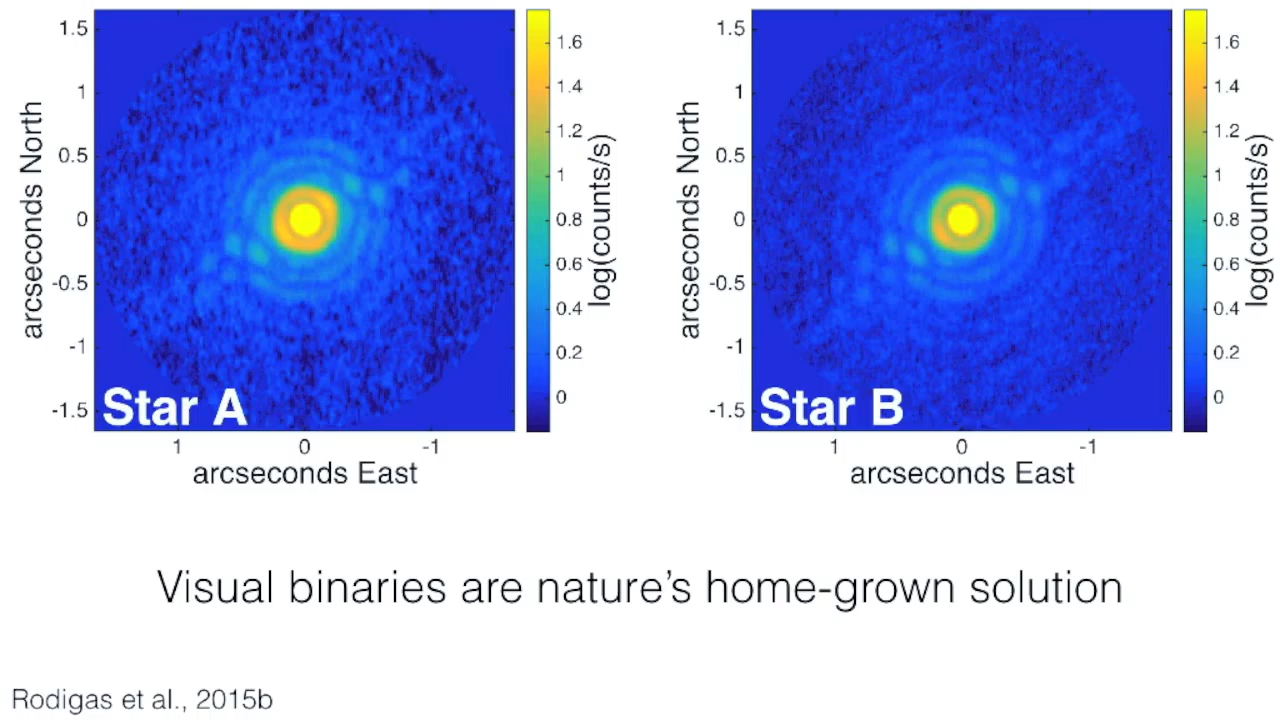 1.5
1
0.5
0
-0.5
-1
-1.5
arcseconds North
1 0 -1
arcseconds East
Star A
1.6
1.4
1.2
1
0.8
0.6
0.4
0.2
0
log(counts/s)
1.5
1
0.5
0
-0.5
-1
-1.5
arcseconds North
1 0 -1
arcseconds East
Star B
1.6
1.4
1.2
1
0.8
0.6
0.4
0.2
0
log(counts/s)
Visual binaries are nature’s home-grown solution
Rodigas et al., 2015b